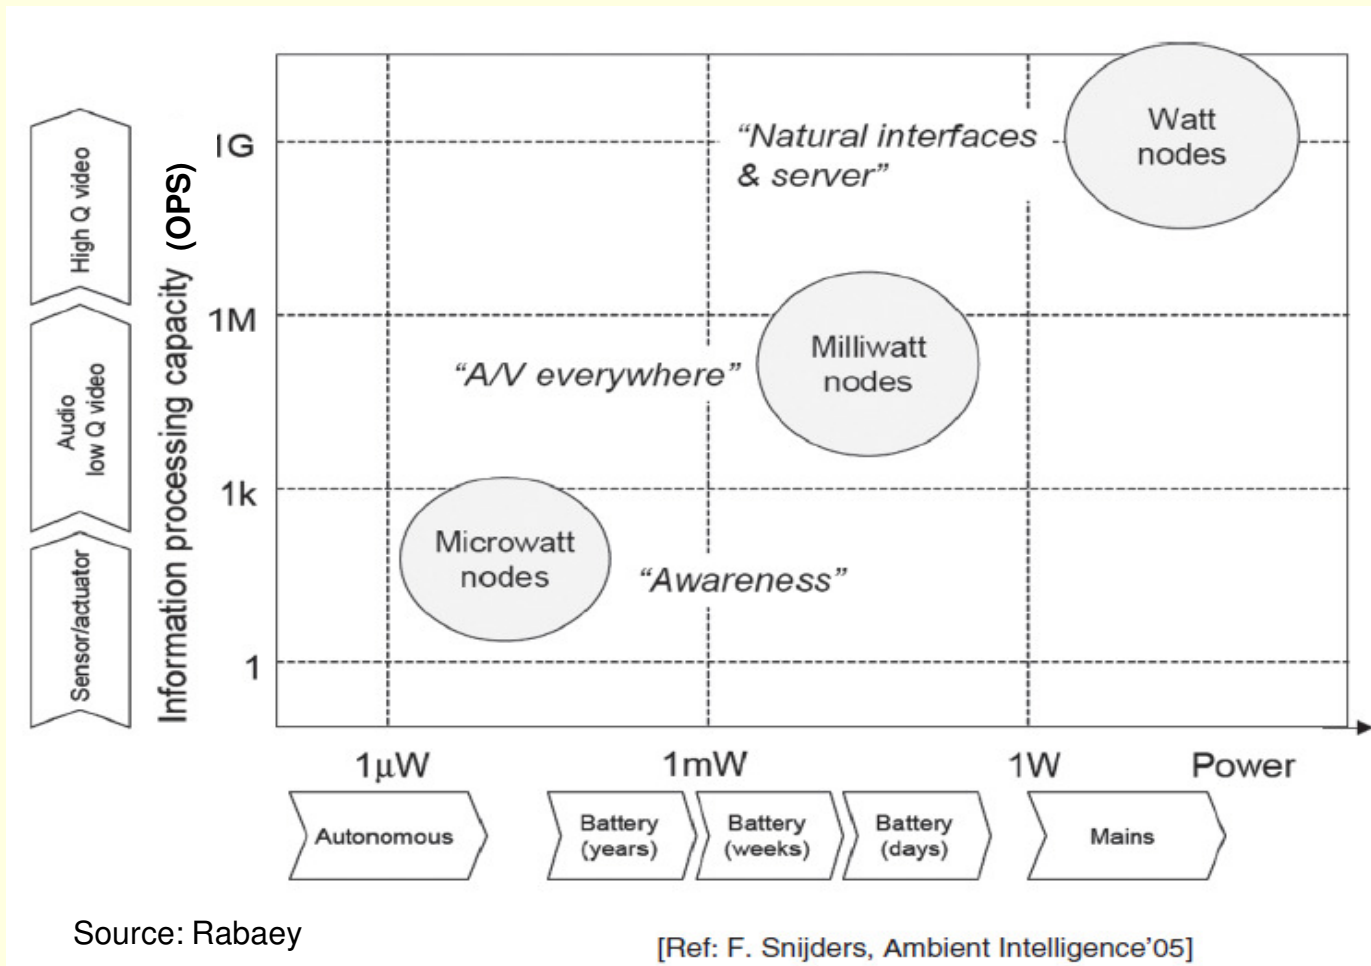 High Q video
Audio
low Q video
Sensor/actuator
Information processing capacity (OPS)
1G
1M
1k
1
"Natural interfaces
& server"
Watt
nodes
"A/V everywhere"
Milliwatt
nodes
Microwatt
nodes
"Awareness"
1μW
1mW
1W
Power
Autonomous
Battery
(years)
Battery
(weeks)
Battery
(days)
Mains
Source: Rabaey
[Ref: F. Snijders, Ambient Intelligence'05]